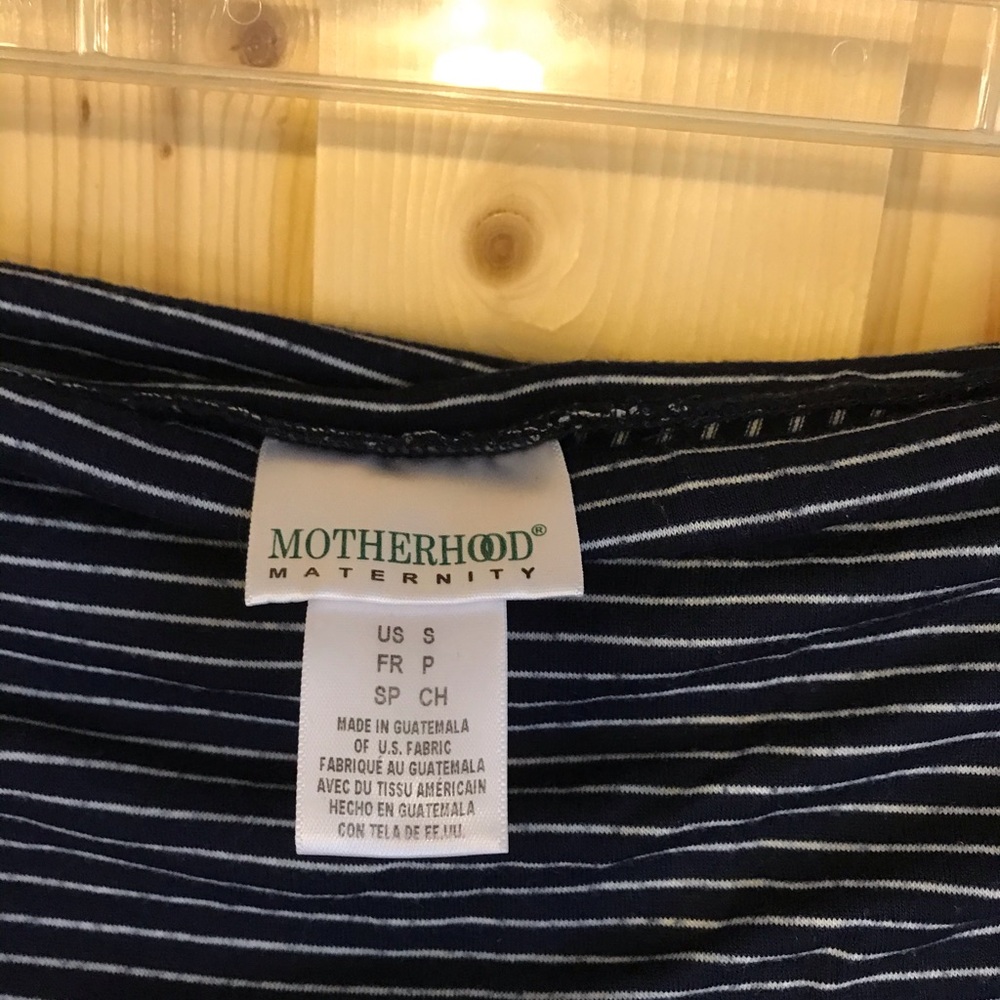 MOTHERHOOD®
MATERNITY
US S
FR P
SP CH
MADE IN GUATEMALA
OF U.S. FABRIC
FABRIQUÉ AU GUATEMALA
AVEC DU TISSU AMÉRICAIN
HECHO EN GUATEMALA
CON TELA DE EE.UU.